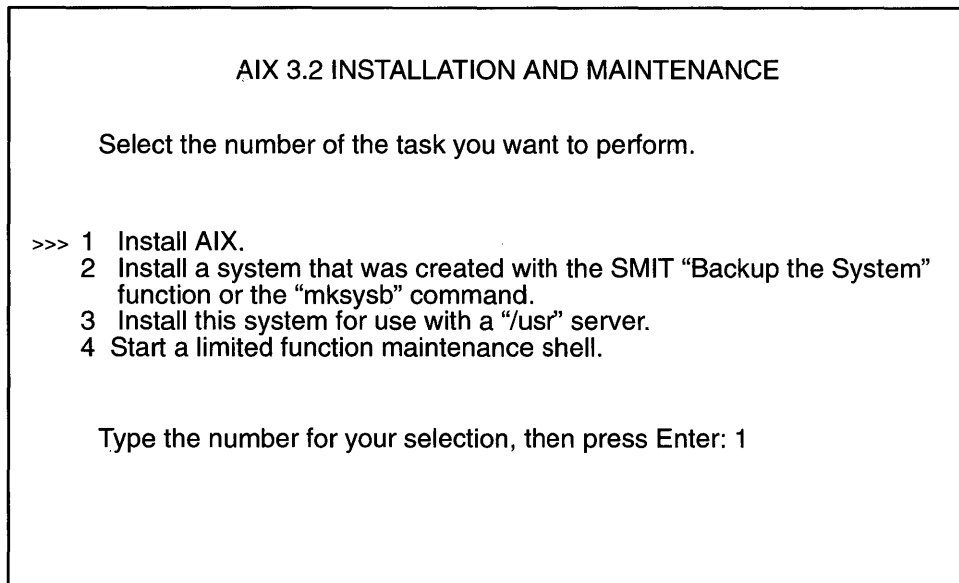 AIX 3.2 INSTALLATION AND MAINTENANCE
Select the number of the task you want to perform.
>>> 1 Install AIX.
2 Install a system that was created with the SMIT “Backup the System”
function or the “mksysb” command.
3 Install this system for use with a “/usr” server.
4 Start a limited function maintenance shell.
Type the number for your selection, then press Enter: 1